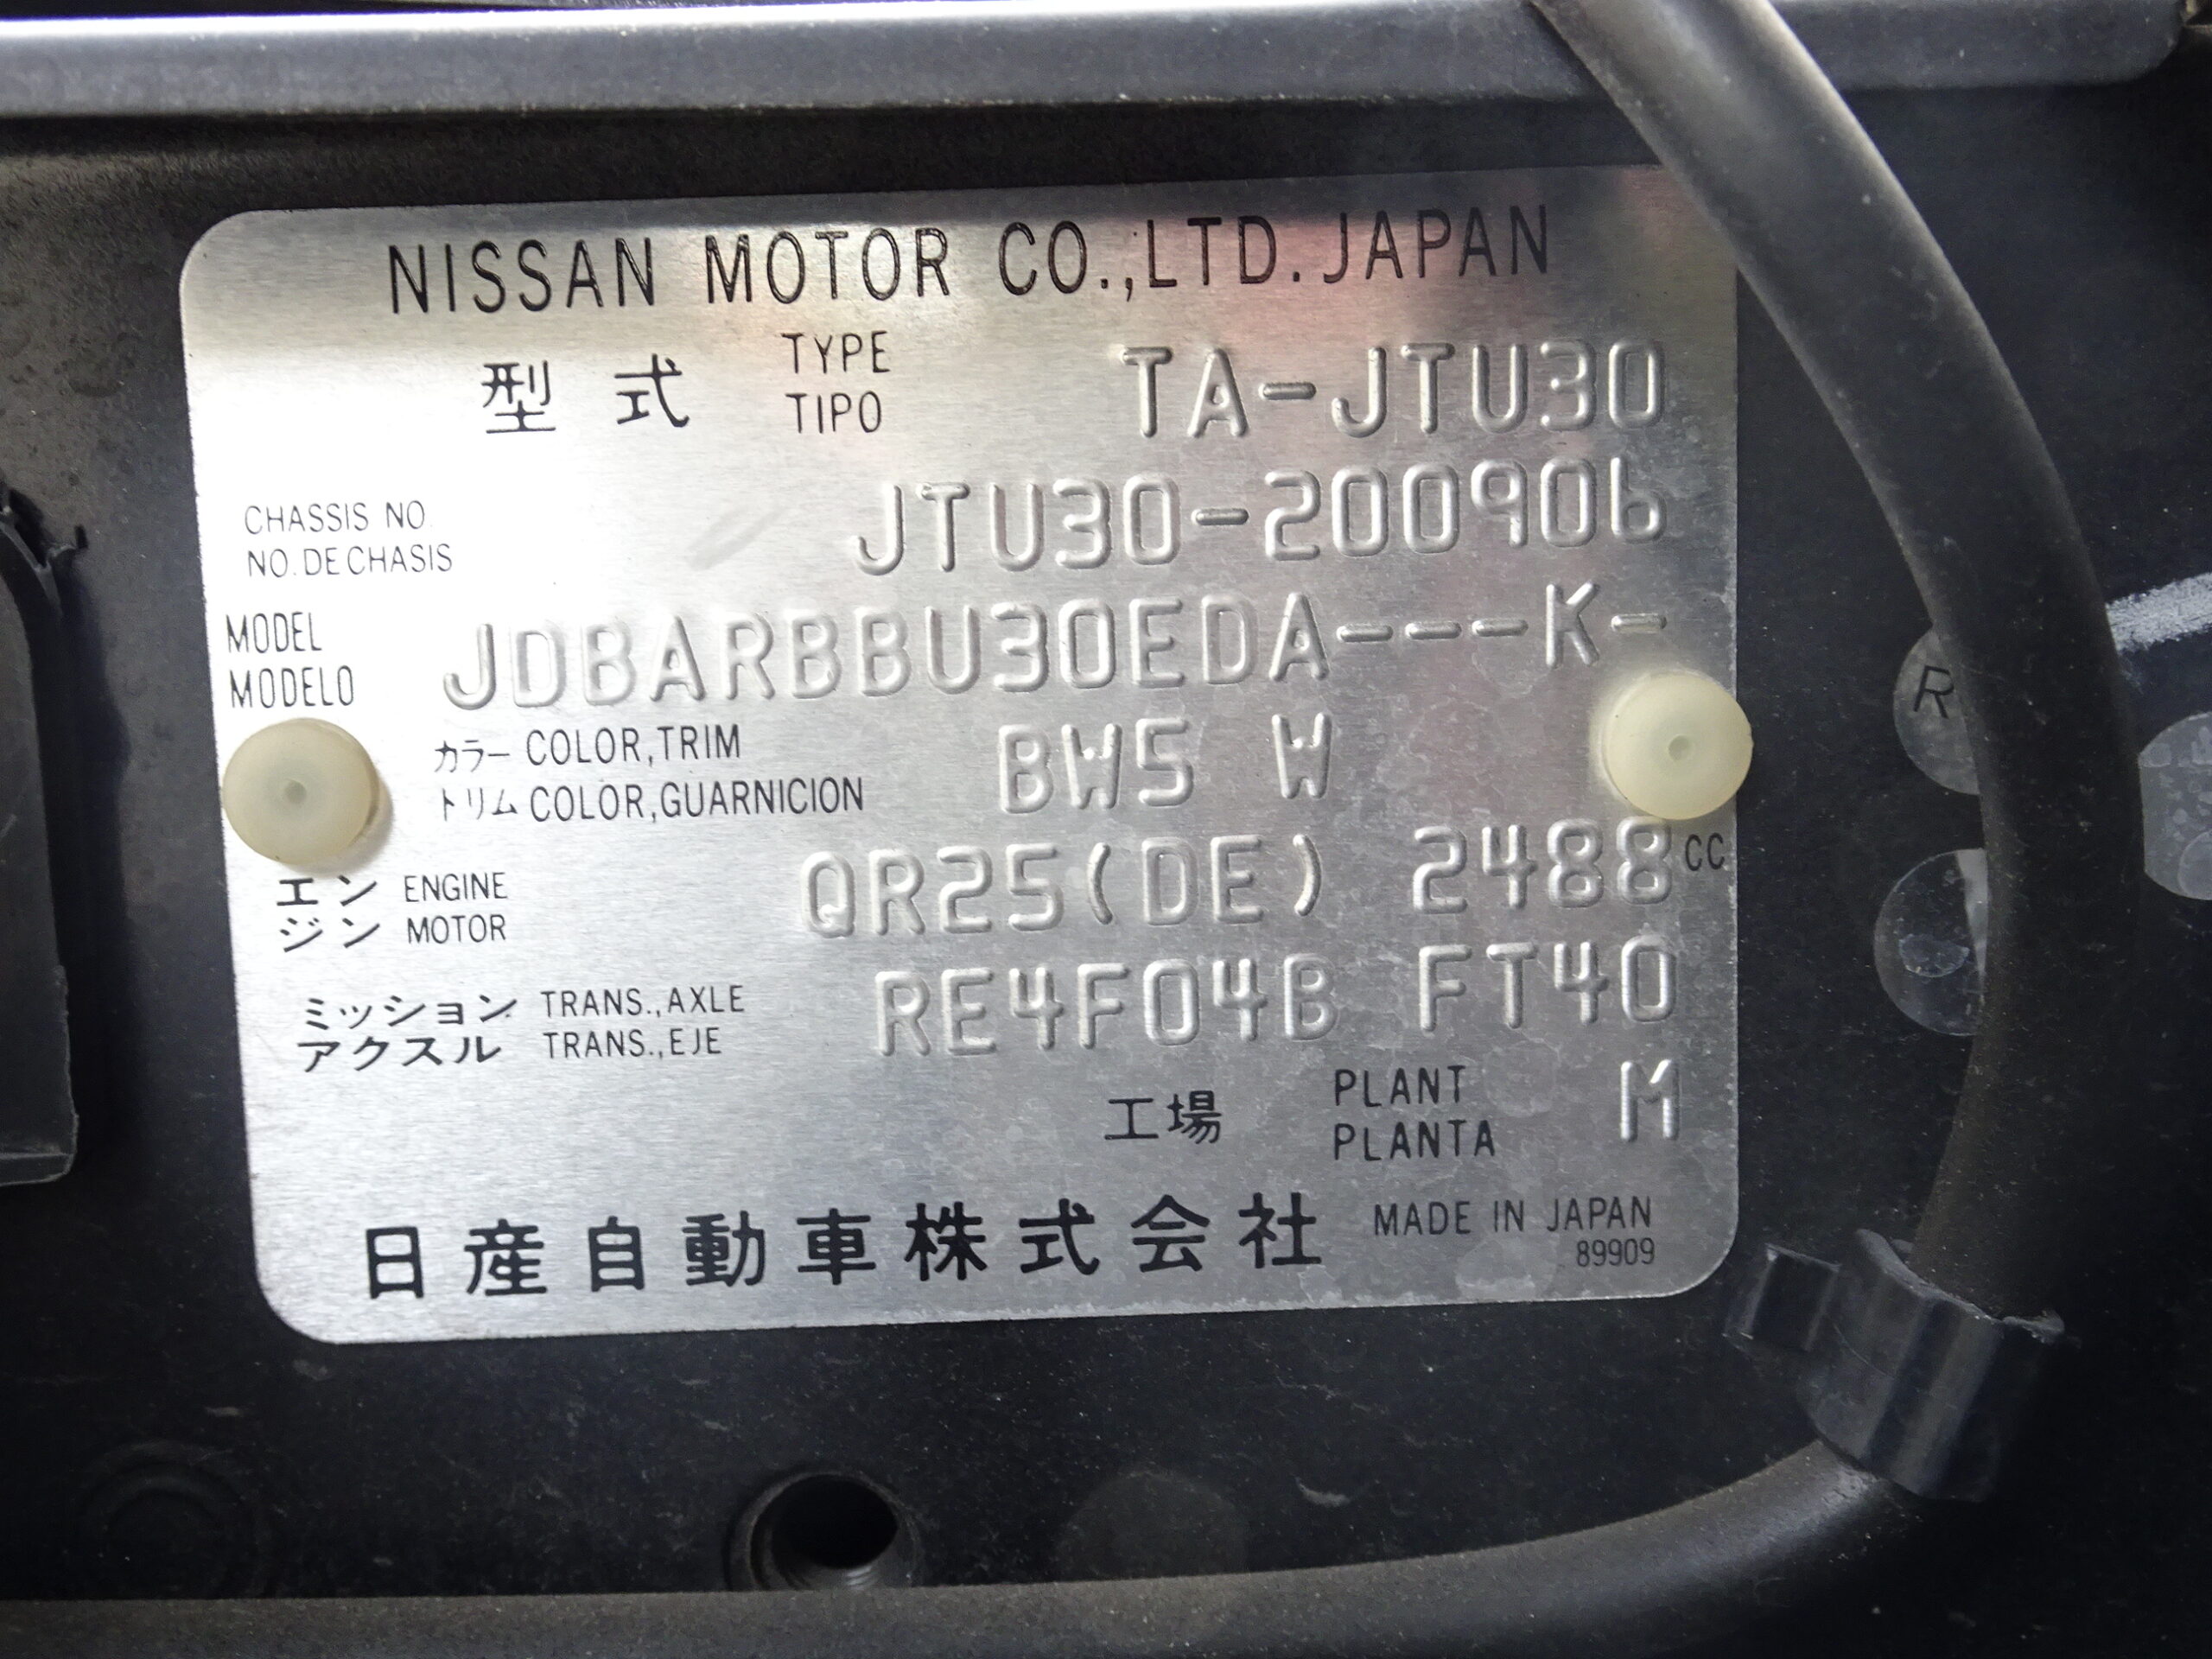 NISSAN MOTOR CO.,LTD. JAPAN
型式 TYPE TA-JTU30
TIPO
CHASSIS NO. JTU30-200906
NO. DE CHASIS
MODEL JDBARBBU30EDA---K-
MODELO
カラー COLOR,TRIM BW5 W
トリム COLOR,GUARNICION
エン ENGINE QR25(DE) 2488 CC
ジン MOTOR
ミッション TRANS.,AXLE RE4F04B FT40
アクスル TRANS.,EJE
工場 PLANT M
PLANTA
日産自動車株式会社 MADE IN JAPAN
89909
R